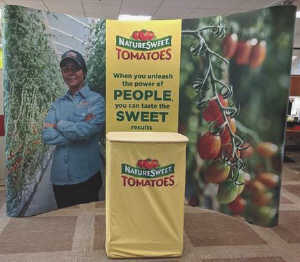 NATURESWEET
TOMATOES
When you unleash
the power of
PEOPLE,
you can taste the
SWEET
results
NATURESWEET
TOMATOES